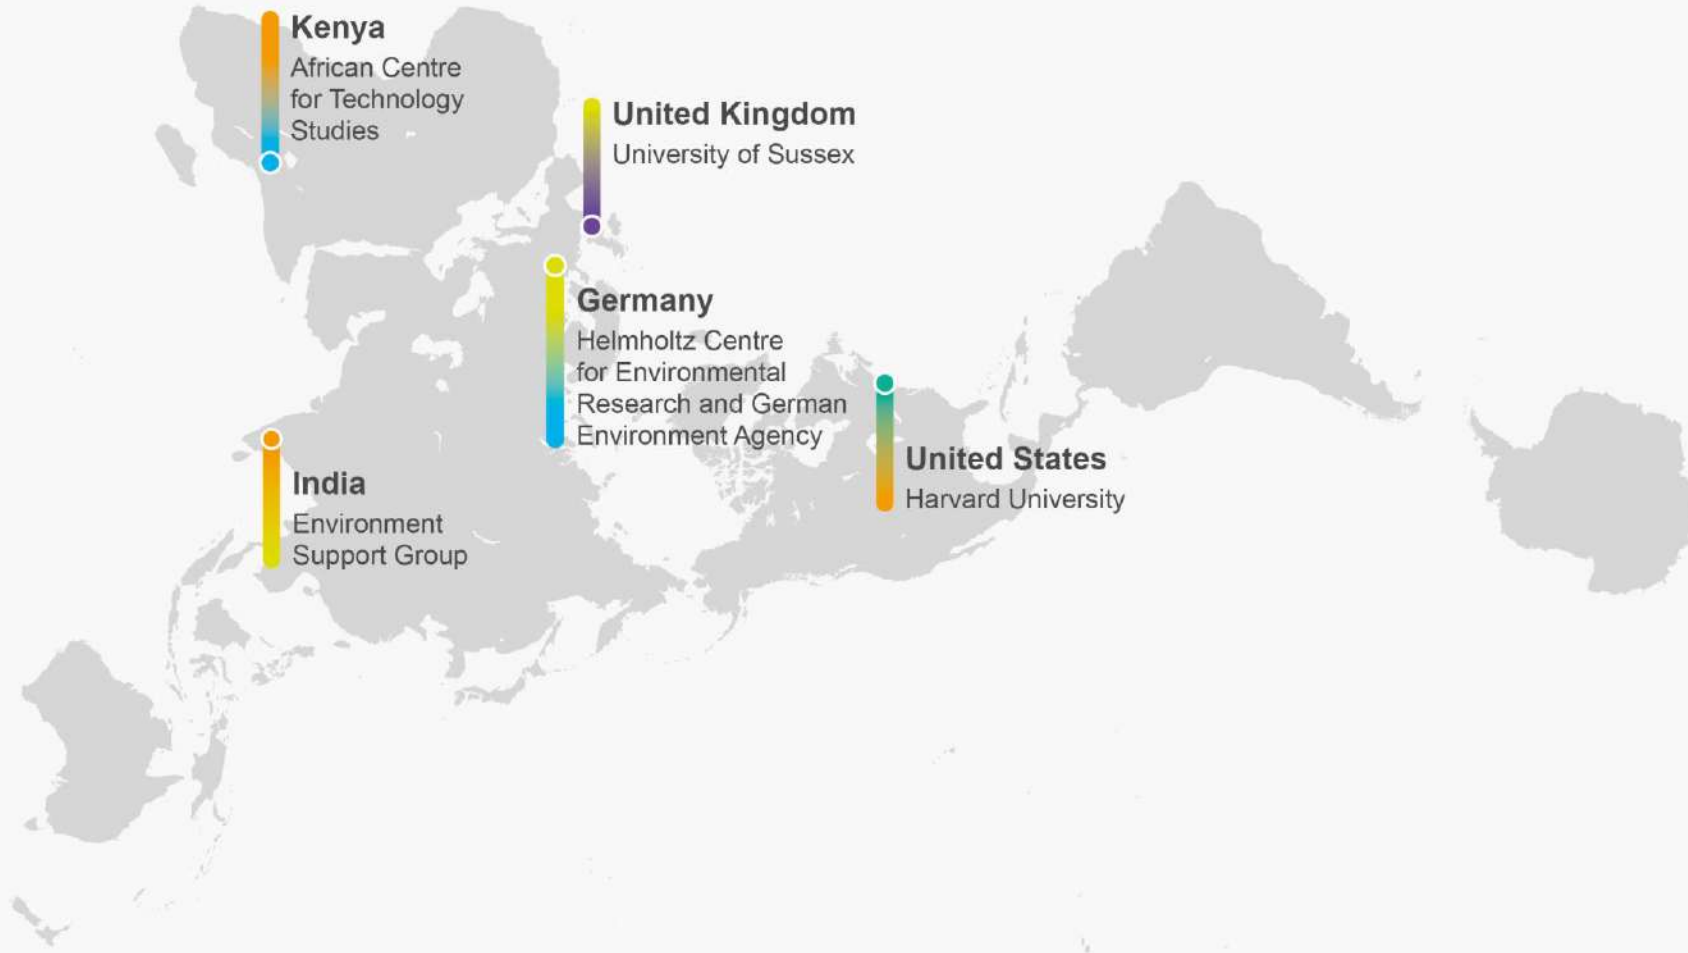 Kenya
African Centre
for Technology
Studies
United Kingdom
University of Sussex
Germany
Helmholtz Centre
for Environmental
Research and German
Environment Agency
India
Environment
Support Group
United States
Harvard University